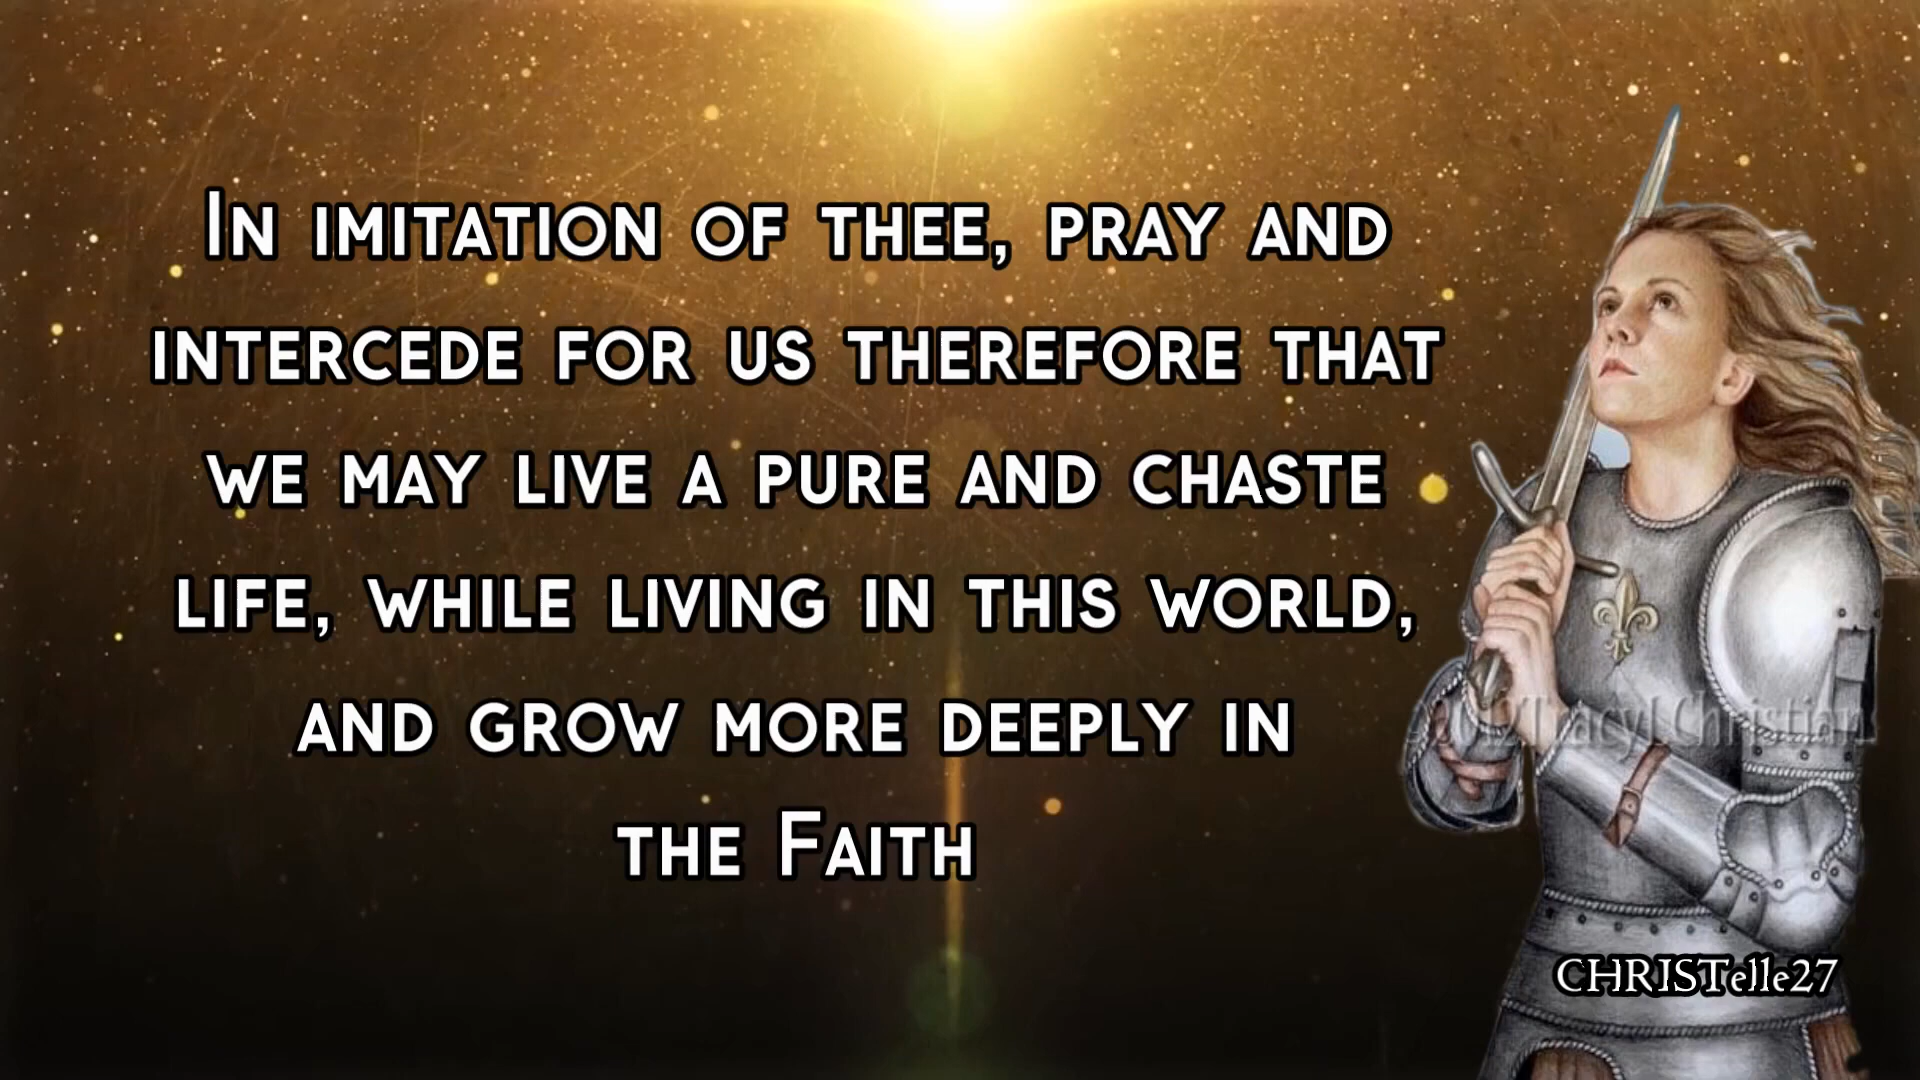 In imitation of thee, pray and
intercede for us therefore that
we may live a pure and chaste
life, while living in this world,
and grow more deeply in
the Faith
2012TracyLChristian
CHRISTelle27